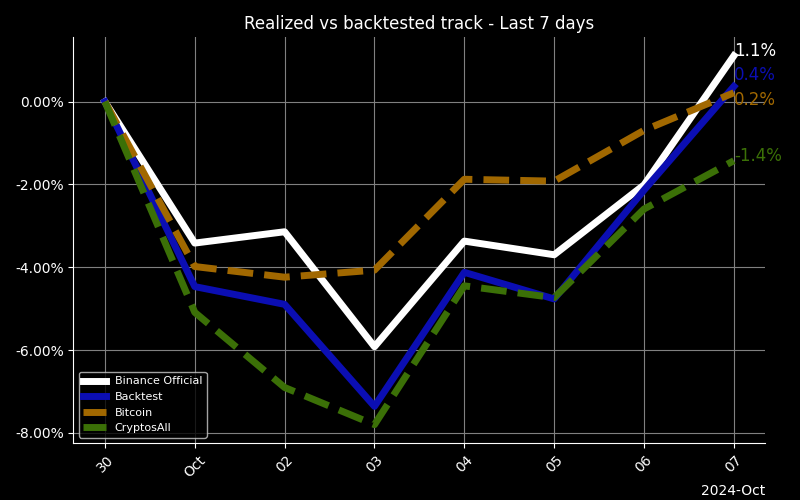 Realized vs backtested track - Last 7 days
1.1%
0.4%
0.2%
-1.4%
0.00%
-2.00%
-4.00%
-6.00%
-8.00%
Binance Official
Backtest
Bitcoin
CryptosAll
30
Oct
02
03
04
05
06
07
2024-Oct